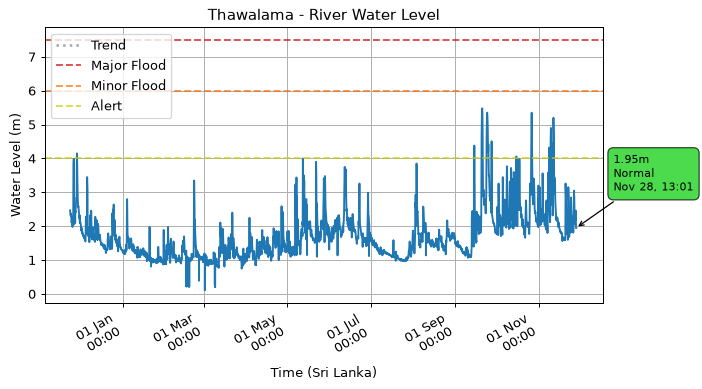 Thawalama - River Water Level
Trend
Major Flood
Minor Flood
Alert
Water Level (m)
7
6
5
4
3
2
1
0
1.95m
Normal
Nov 28, 13:01
01 Jan
00:00
01 Mar
00:00
01 May
00:00
01 Jul
00:00
01 Sep
00:00
01 Nov
00:00
Time (Sri Lanka)